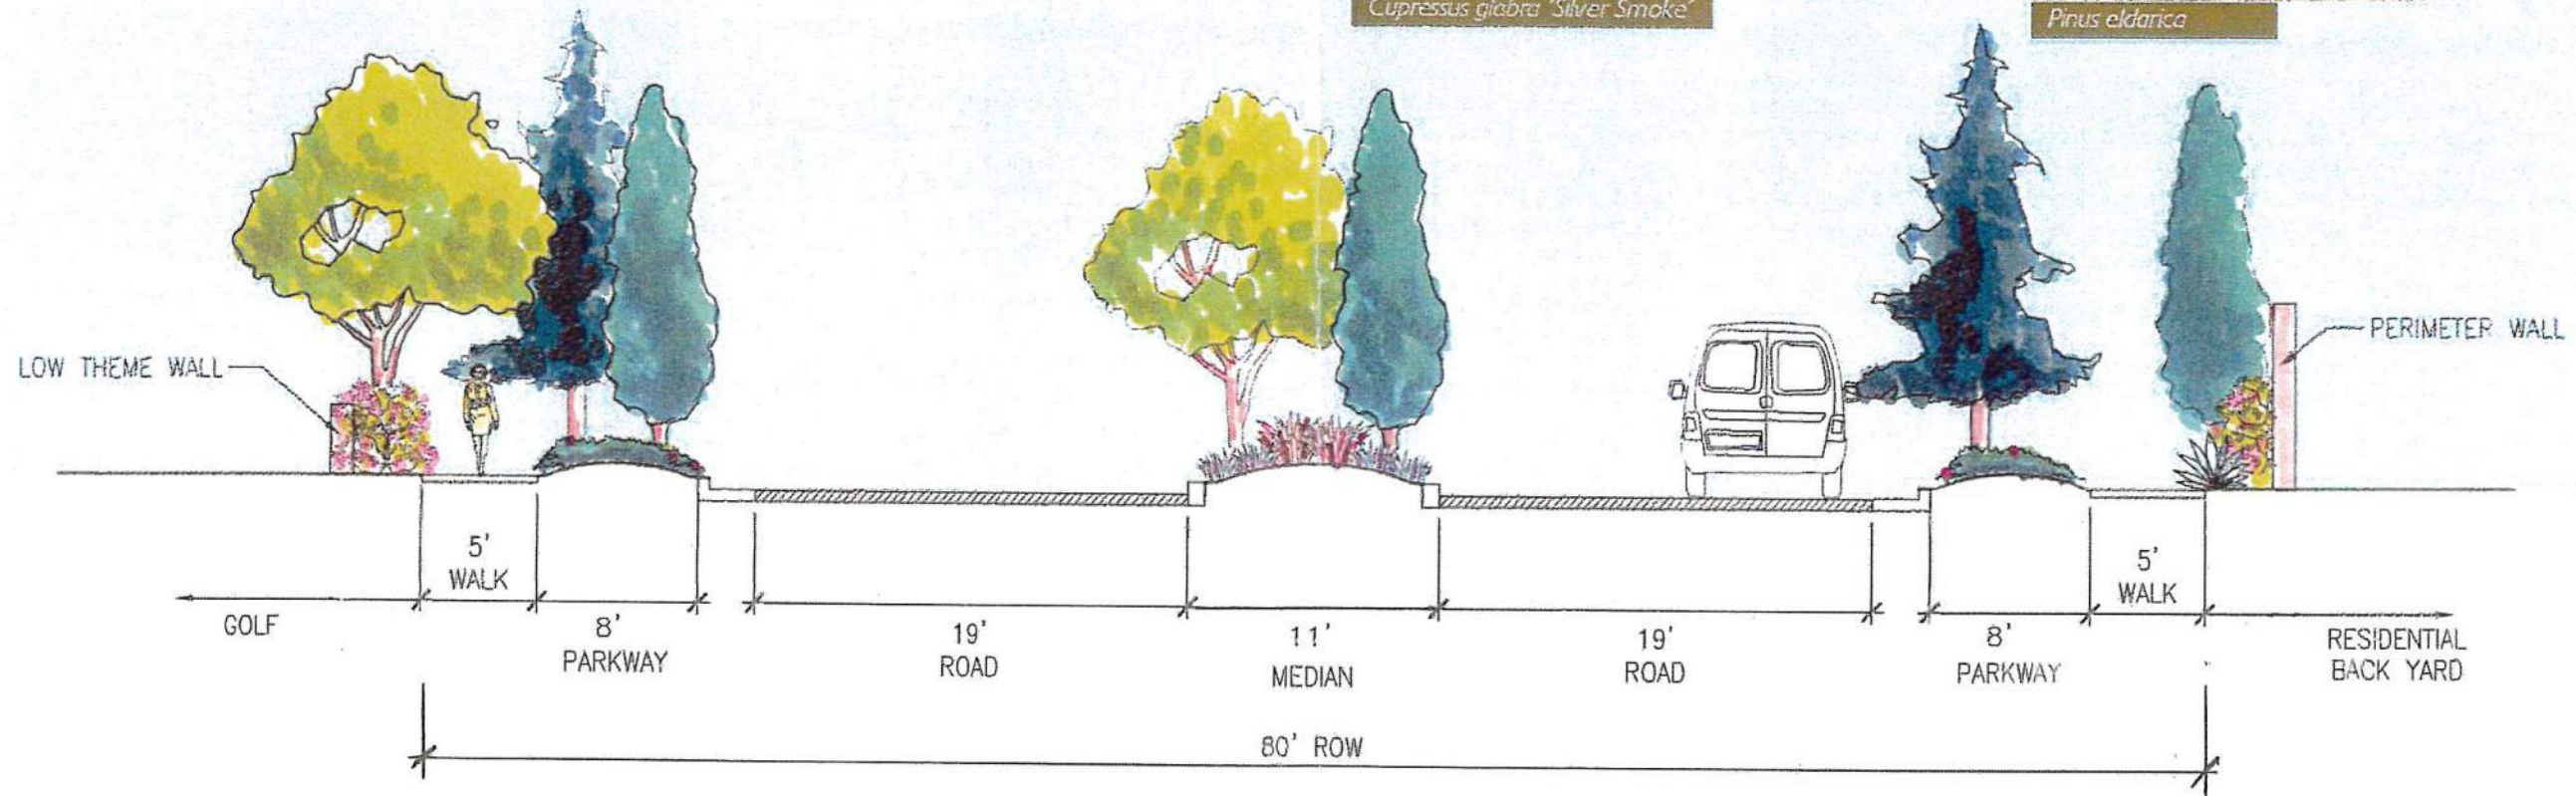 Cupressus glabra 'Silver Smoke'
Pinus eldarica
LOW THEME WALL
PERIMETER WALL
5'
WALK
5'
WALK
GOLF
8'
PARKWAY
19'
ROAD
11'
MEDIAN
19'
ROAD
8'
PARKWAY
RESIDENTIAL
BACK YARD
80' ROW